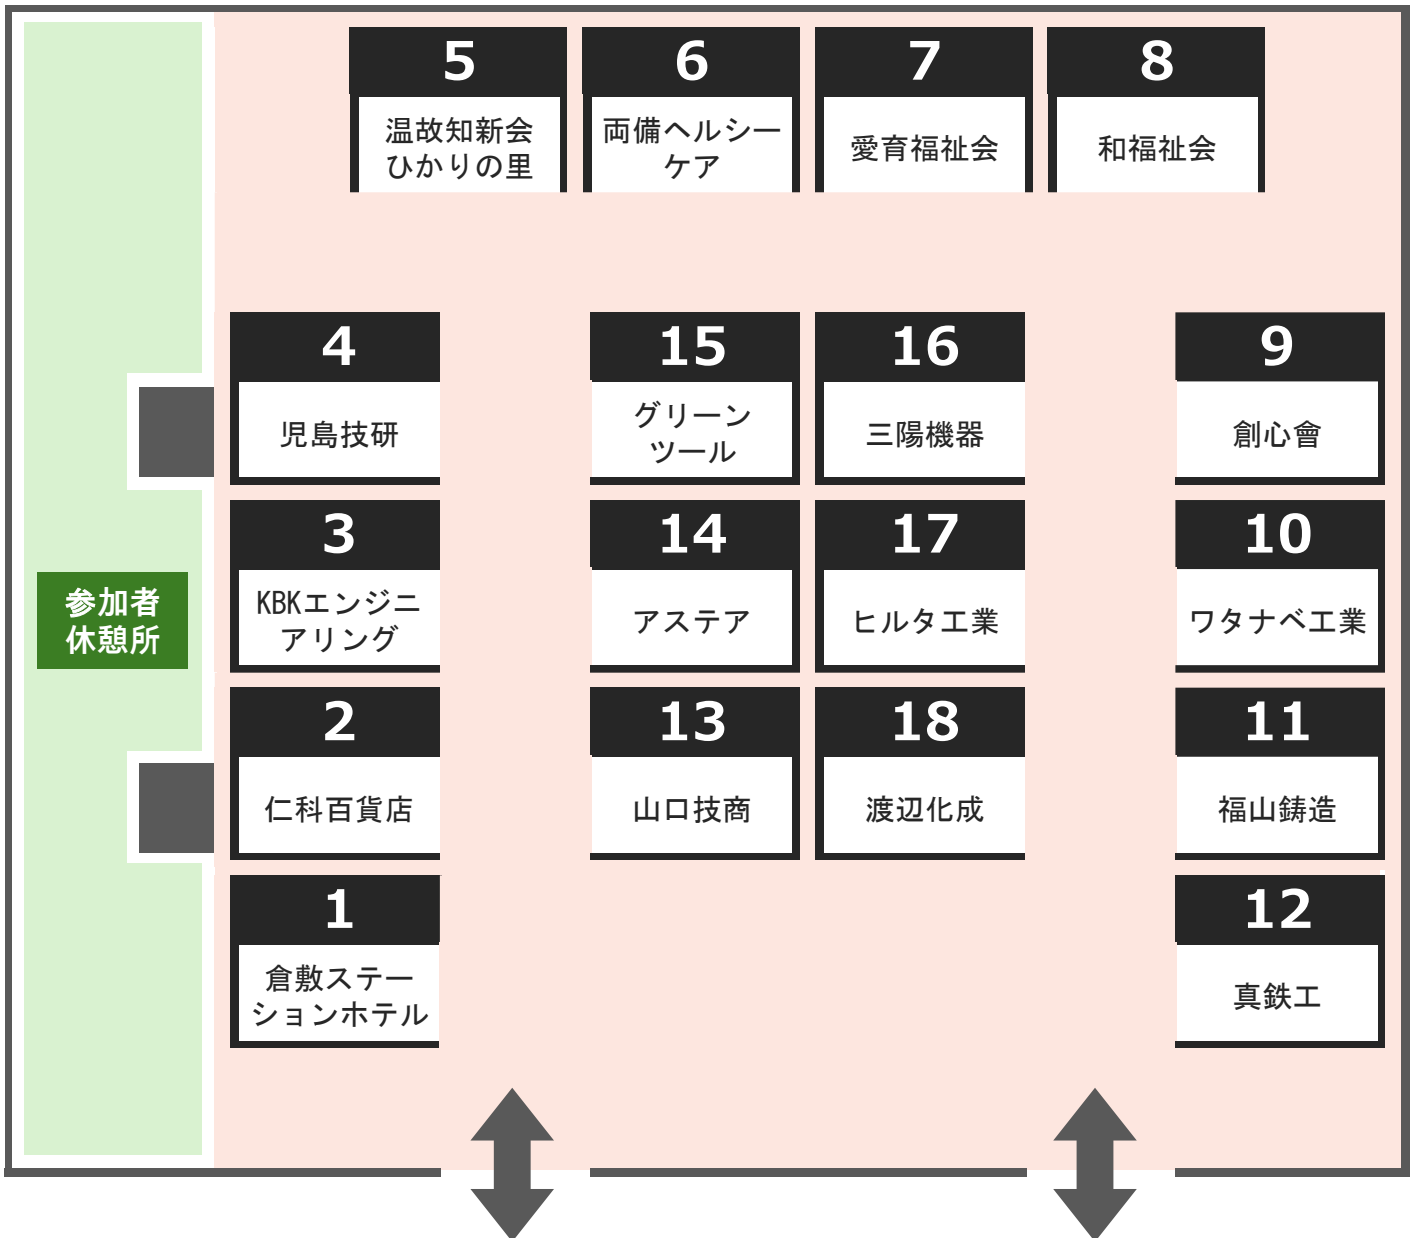 5
温故知新会
ひかりの里
6
両備ヘルシー
ケア
7
愛育福祉会
8
和福祉会
4
児島技研
15
グリーン
ツール
16
三陽機器
9
創心會
3
KBKエンジニ
アリング
14
アステア
17
ヒルタ工業
10
ワタナベ工業
参加者
休憩所
2
仁科百貨店
13
山口技商
18
渡辺化成
11
福山鋳造
1
倉敷ステー
ションホテル
12
真鉄工